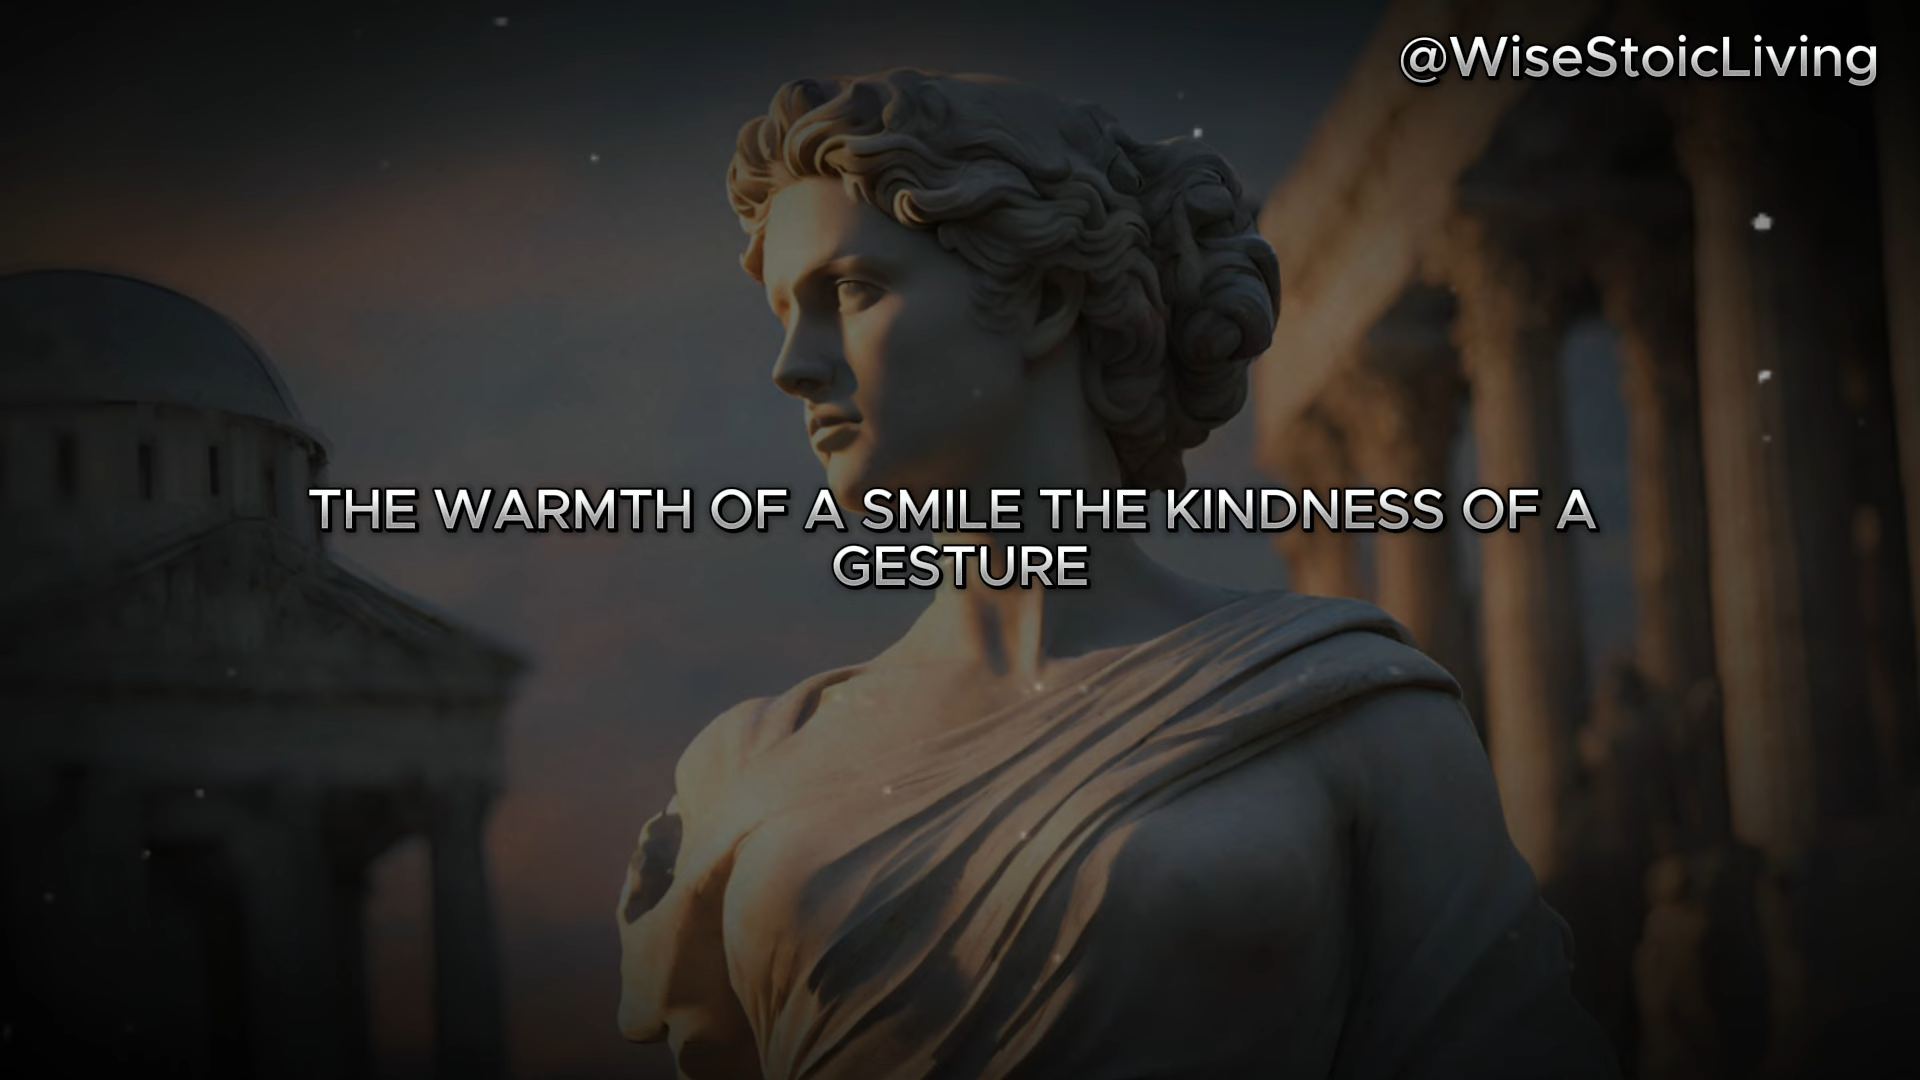 @WiseStoicLiving
THE WARMTH OF A SMILE THE KINDNESS OF A
GESTURE